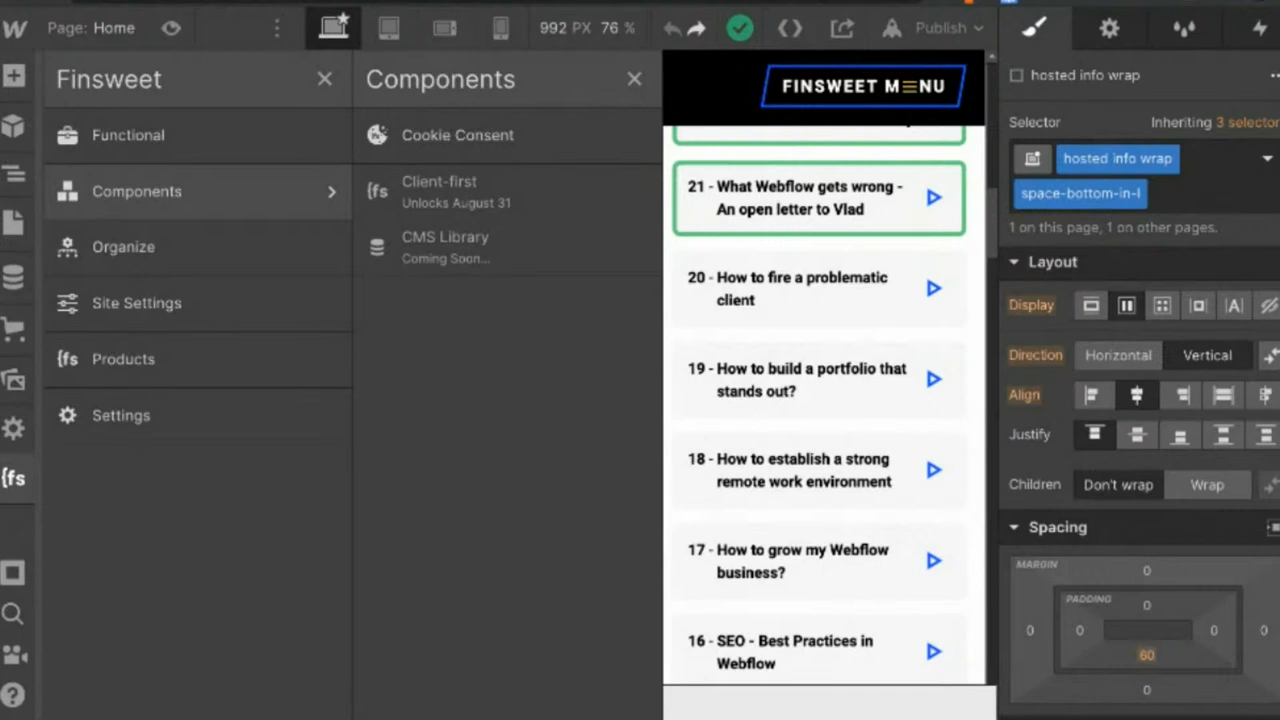 Page: Home
992 PX 76 %
Publish
Finsweet
Functional
Components
Organize
Site Settings
{fs Products
Settings
{fs
Components
Cookie Consent
{fs Client-first
Unlocks August 31
CMS Library
Coming Soon...
FINSWEET MENU
21 - What Webflow gets wrong -
An open letter to Vlad
20 - How to fire a problematic
client
19 - How to build a portfolio that
stands out?
18 - How to establish a strong
remote work environment
17 - How to grow my Webflow
business?
16 - SEO - Best Practices in
Webflow
hosted info wrap
Selector Inheriting 3 selector
hosted info wrap
space-bottom-in-l
1 on this page, 1 on other pages.
Layout
Display
Direction Horizontal Vertical
Align
Justify
Children Don't wrap Wrap
Spacing
MARGIN
0
PADDING
0
0 0 0 0
60
0